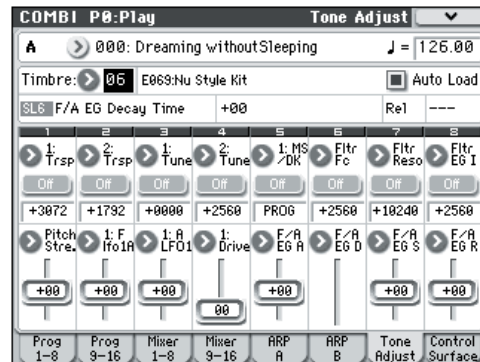 COMBI P0:Play Tone Adjust
A 000: Dreaming withoutSleeping ♩ = 126.00
Timbre: 06 E069:Nu Style Kit Auto Load
SL6 F/A EG Decay Time +00 Rel ---
1 2 3 4 5 6 7 8
1: Trsp 2: Trsp 1: Tune 2: Tune 1: MS/DK Fltr Fc Fltr Reso Fltr EG I
Off Off Off Off Off Off Off Off
+3072 +1792 +0000 +2560 PROG +2560 +10240 +2560
Pitch Stre. 1: F lfo1A 1: A LFO1 1: Drive F/A EG A F/A EG D F/A EG S F/A EG R
+00 +00 +00 00 +00 +00 +00
Prog 1-8 Prog 9-16 Mixer 1-8 Mixer 9-16 ARP A ARP B Tone Adjust Control Surface